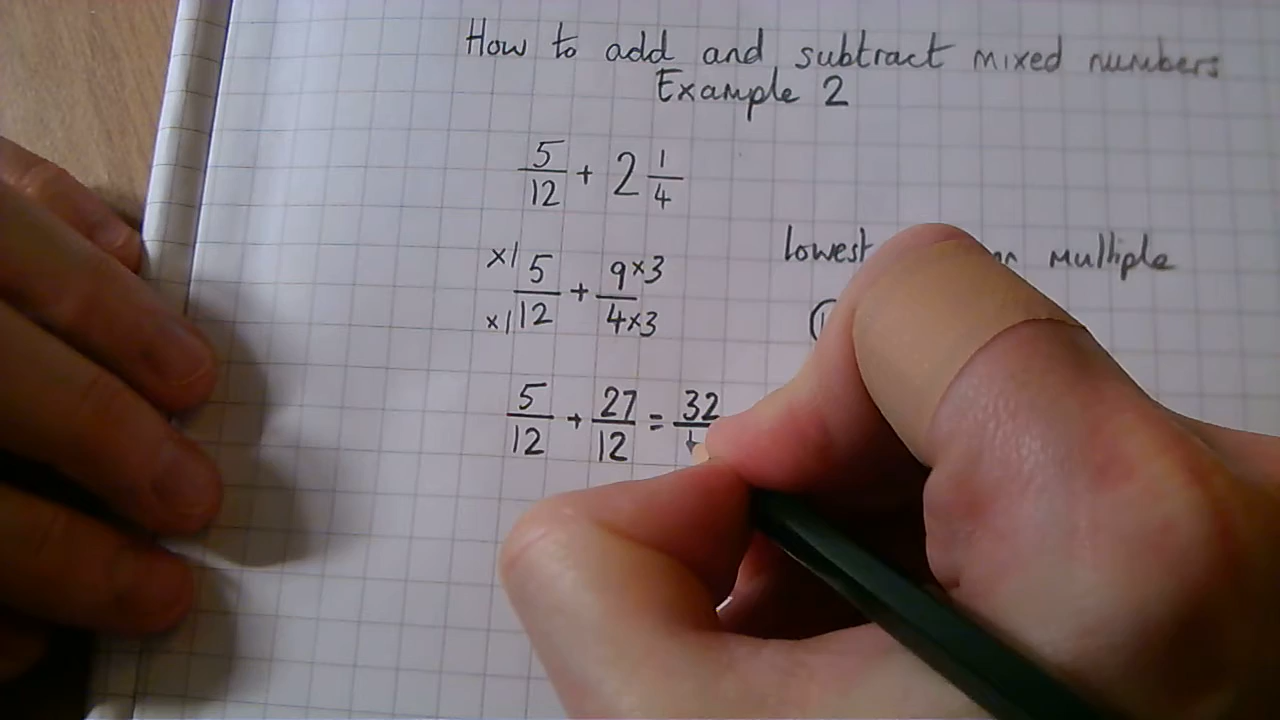 How to add and subtract mixed numbers
Example 2
5/12 + 2 1/4
×1 5/12 ×1 + 9×3/4×3
lowest multiple
5/12 + 27/12 = 32